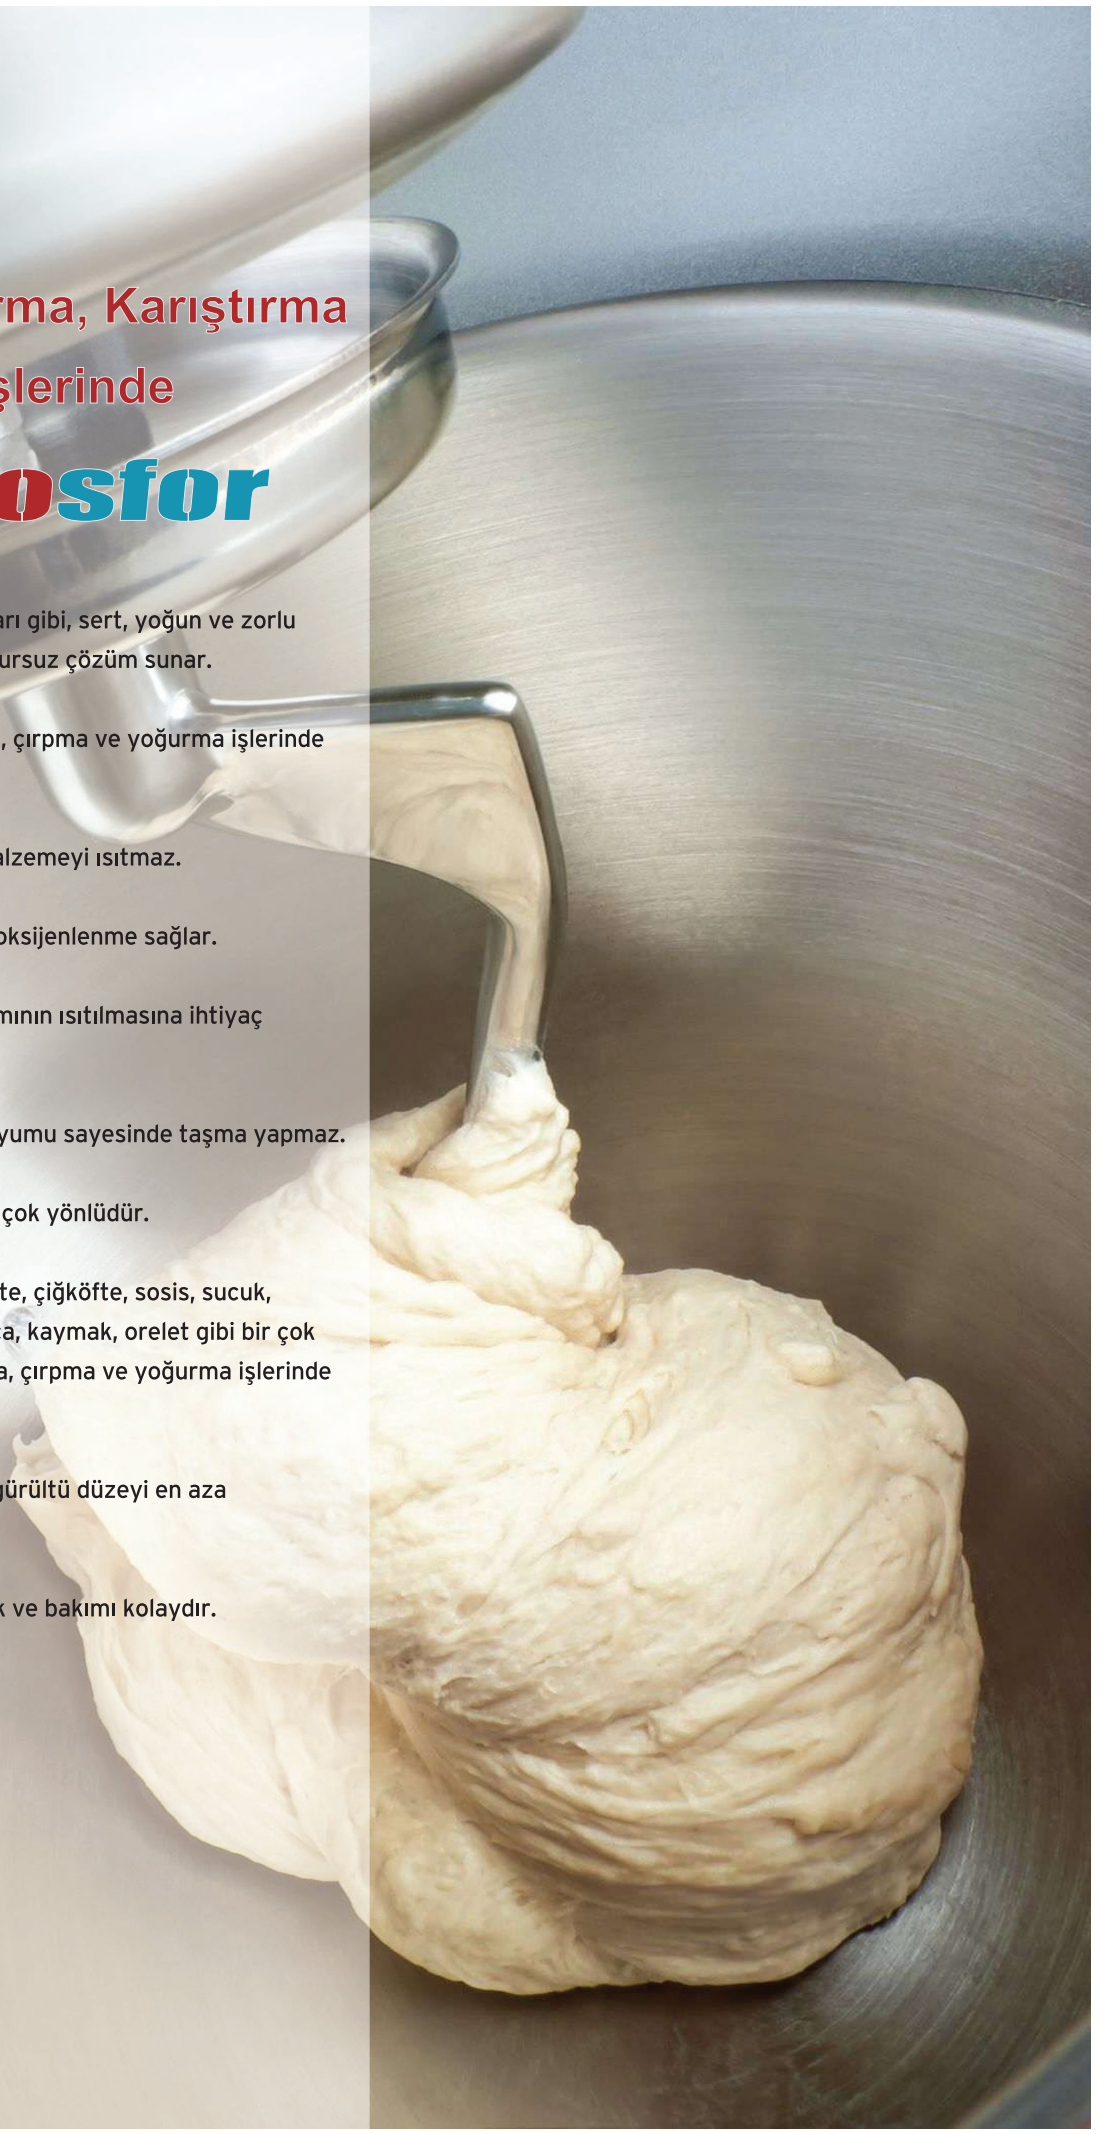 rma, Karıştırma
şlerinde
osfor
arı gibi, sert, yoğun ve zorlu
ursuz çözüm sunar.
, çırpma ve yoğurma işlerinde
alzemeyi ısıtmaz.
oksijenlenme sağlar.
mının ısıtılmasına ihtiyaç
yumu sayesinde taşma yapmaz.
çok yönlüdür.
te, çiğköfte, sosis, sucuk,
ca, kaymak, orelet gibi bir çok
a, çırpma ve yoğurma işlerinde
gürültü düzeyi en aza
k ve bakımı kolaydır.